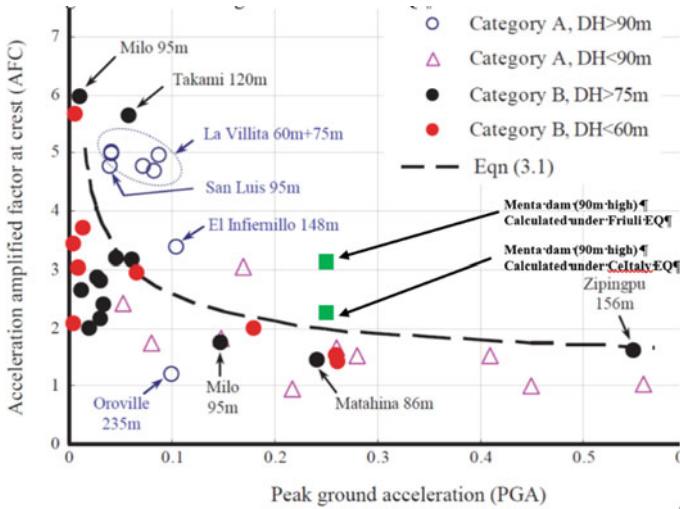 7
6
5
4
3
2
1
0
Acceleration amplified factor at crest (AFC)
Milo 95m
Takami 120m
La Villita 60m+75m
San Luis 95m
El Infiernillo 148m
Oroville
235m
Milo
95m
Matahina 86m
Zipingpu
156m
Category A, DH>90m
Category A, DH<90m
Category B, DH>75m
Category B, DH<60m
Eqn (3.1)
Menta·dam·(90m·high)¶
Calculated·under·Friuli·EQ¶
Menta·dam·(90m·high)¶
Calculated·under·CeItaly·EQ¶
0 0.1 0.2 0.3 0.4 0.5 0.6
Peak ground acceleration (PGA)